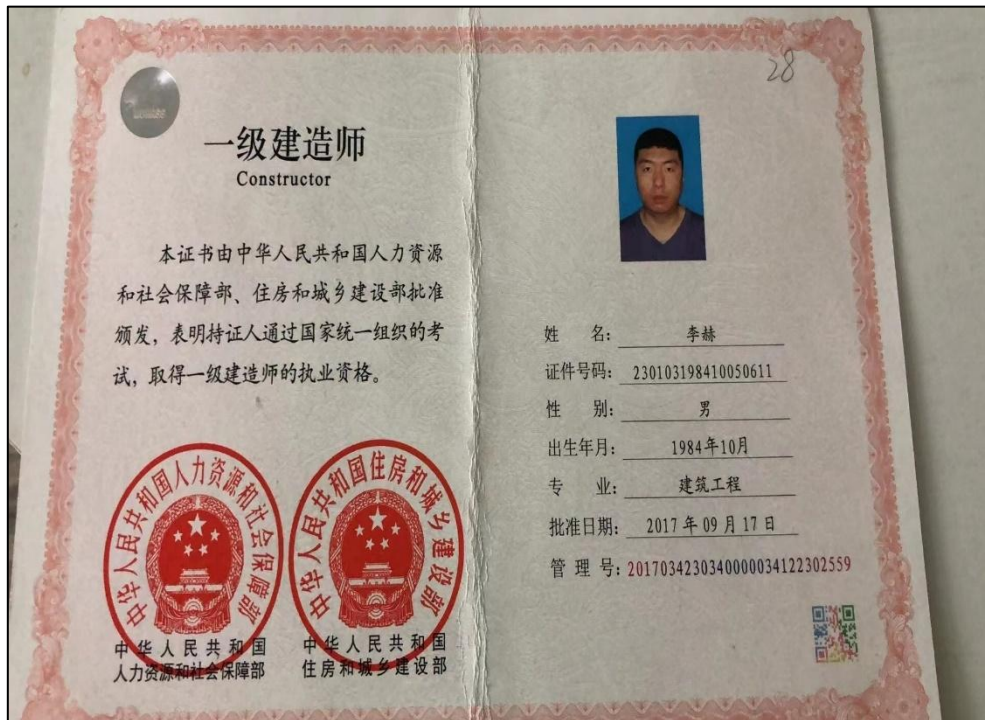 一级建造师
Constructor
本证书由中华人民共和国人力资源
和社会保障部、住房和城乡建设部批准
颁发，表明持证人通过国家统一组织的考
试，取得一级建造师的执业资格。
中华人民共和国人力资源和社会保障部
中华人民共和国住房和城乡建设部
中华人民共和国
人力资源和社会保障部
中华人民共和国
住房和城乡建设部
28
姓 名: 李赫
证件号码: 230103198410050611
性 别: 男
出生年月: 1984年10月
专 业: 建筑工程
批准日期: 2017年09月17日
管 理 号: 2017034230340000034122302559